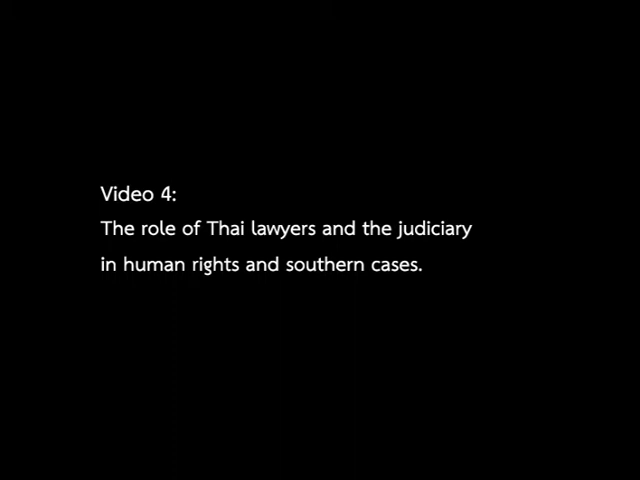 Video 4:
The role of Thai lawyers and the judiciary
in human rights and southern cases.